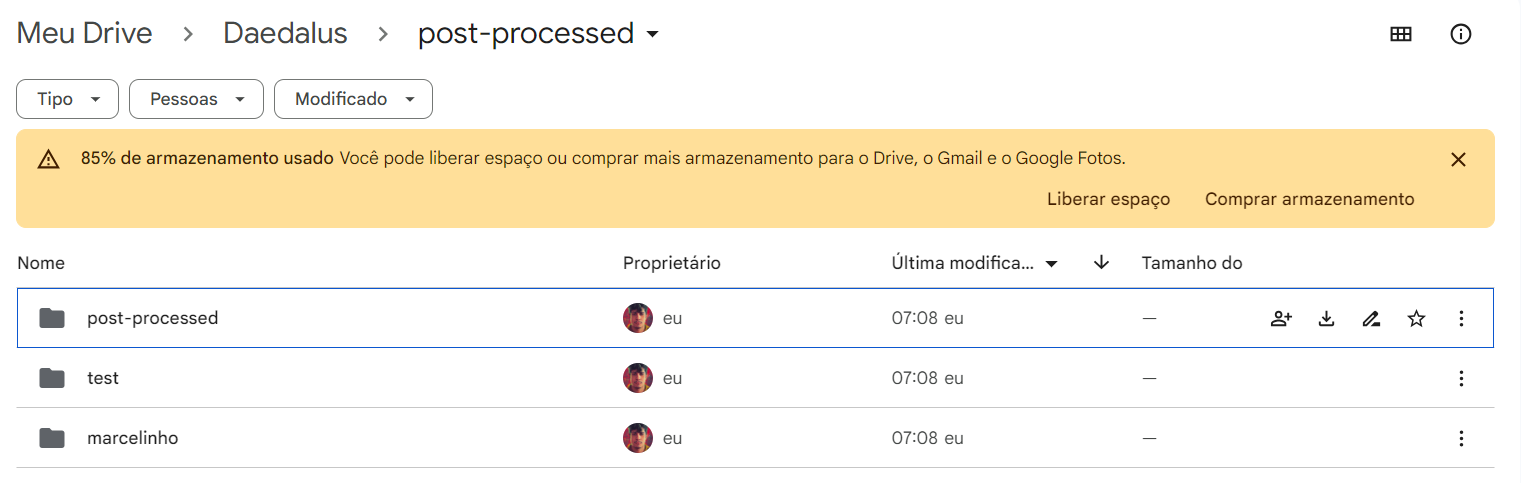 Meu Drive > Daedalus > post-processed
Tipo Pessoas Modificado
85% de armazenamento usado Você pode liberar espaço ou comprar mais armazenamento para o Drive, o Gmail e o Google Fotos.
Liberar espaço Comprar armazenamento
Nome Proprietário Última modifica... Tamanho do
post-processed eu 07:08 eu —
test eu 07:08 eu —
marcelinho eu 07:08 eu —